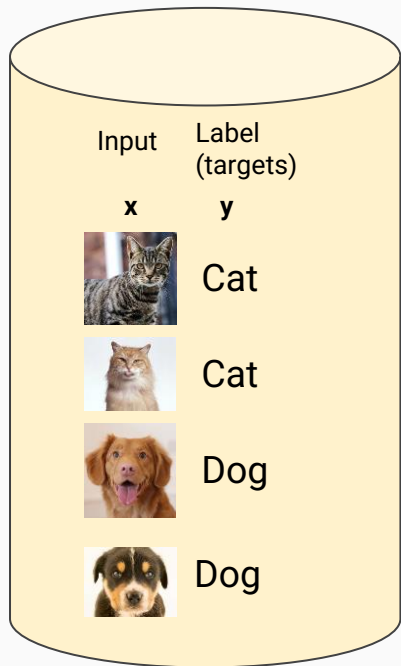 Input
Label
(targets)
x
y
Cat
Cat
Dog
Dog